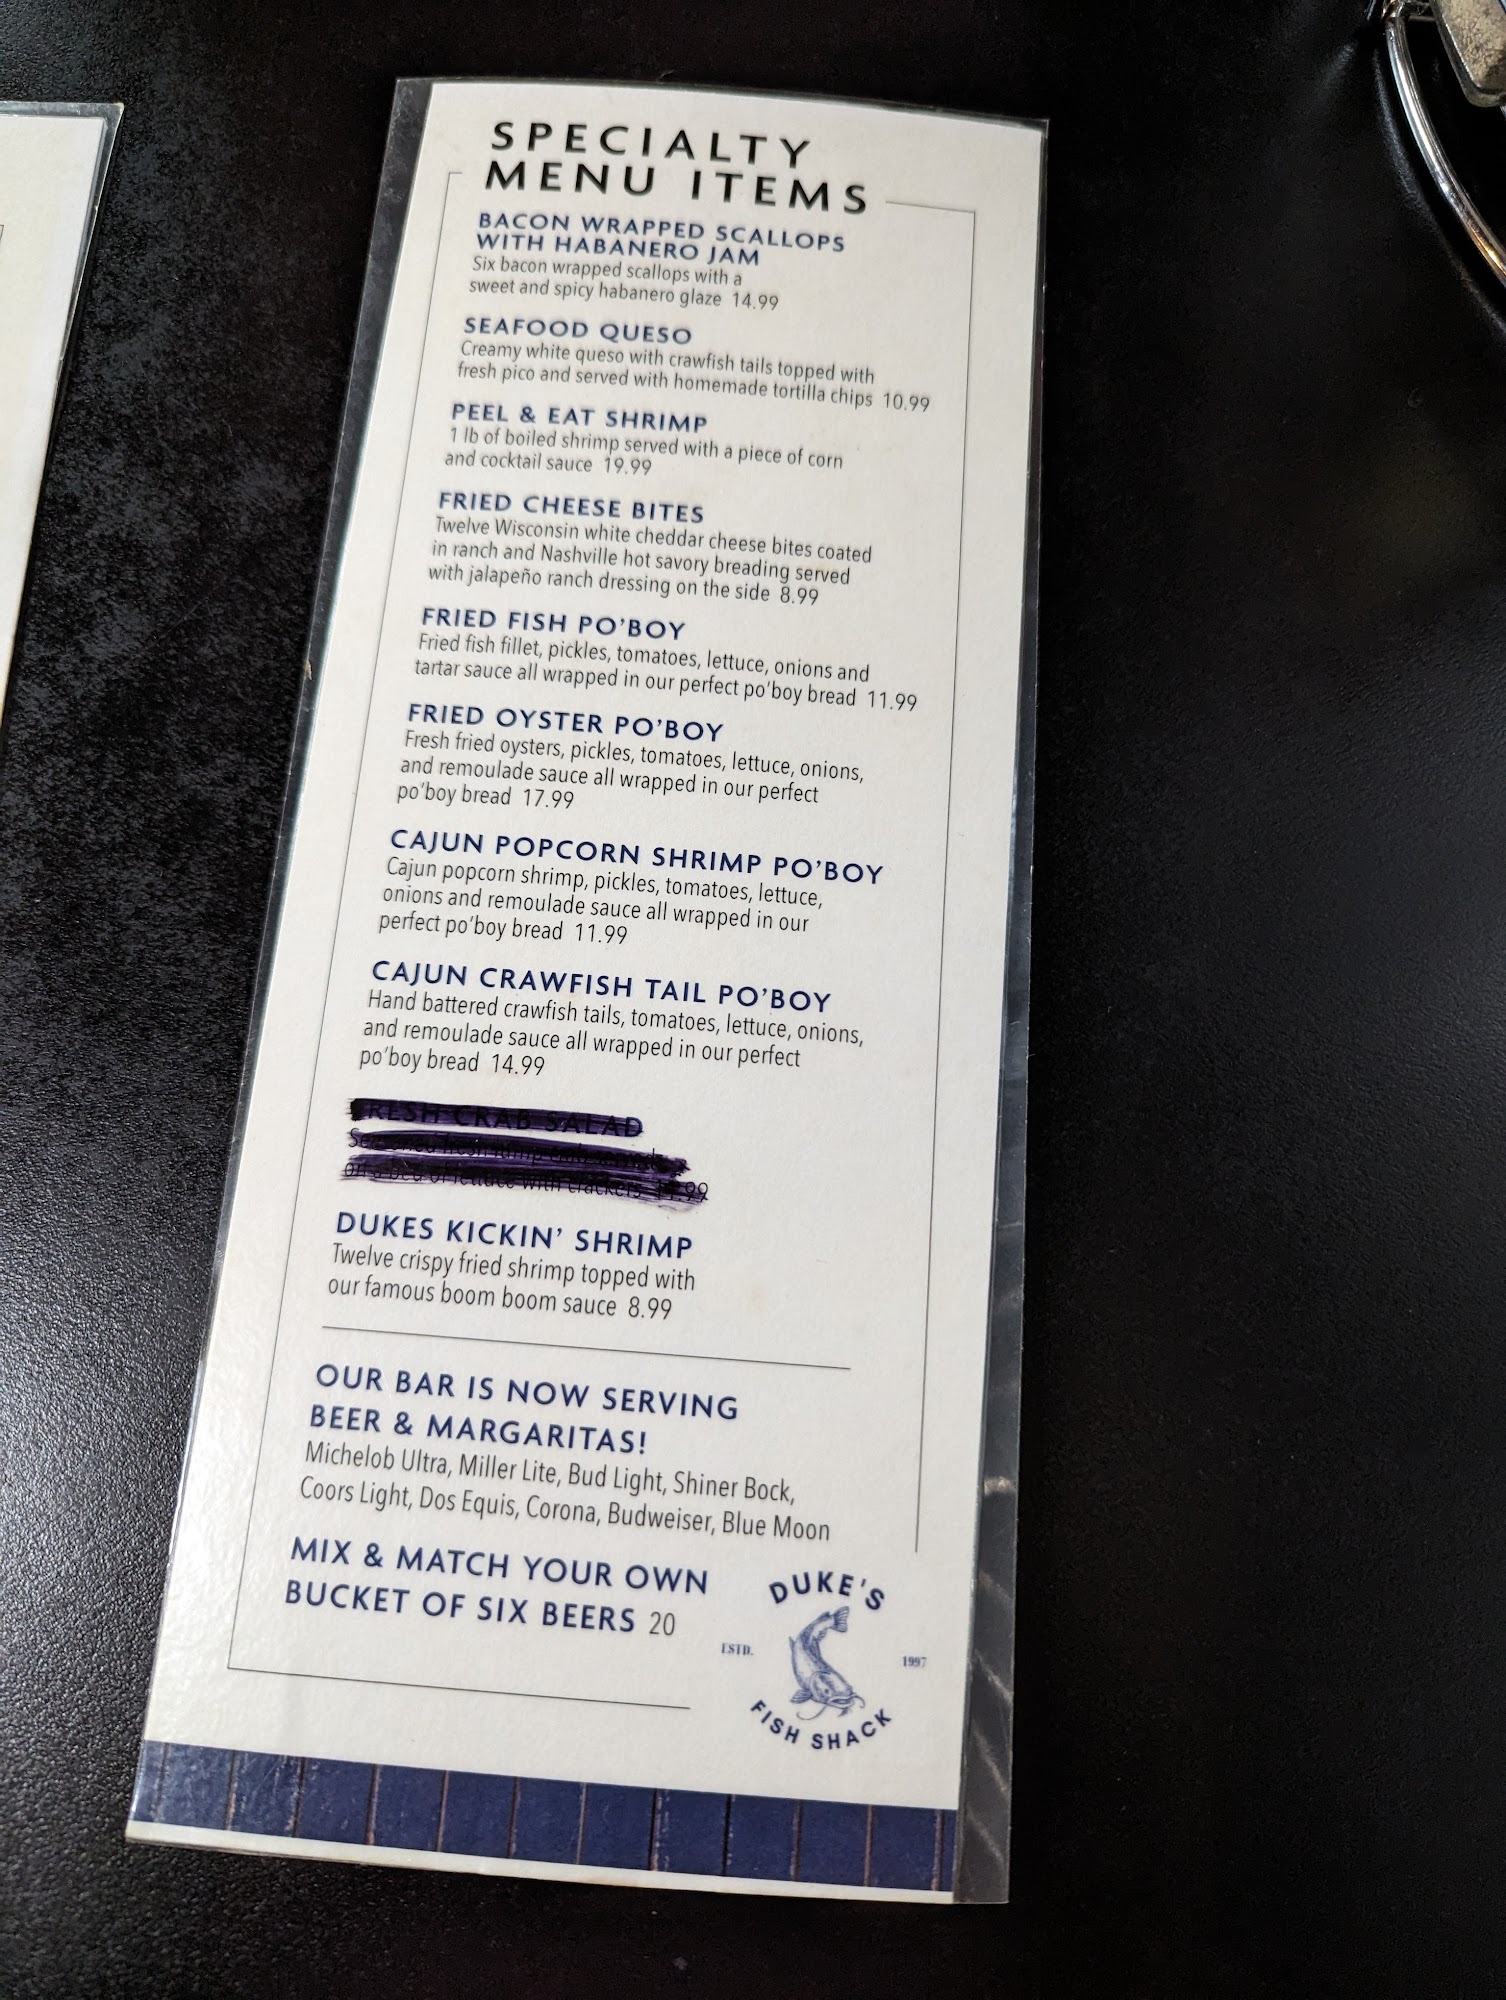 SPECIALTY
MENU ITEMS
BACON WRAPPED SCALLOPS
WITH HABANERO JAM
Six bacon wrapped scallops with a
sweet and spicy habanero glaze 14.99
SEAFOOD QUESO
Creamy white queso with crawfish tails topped with
fresh pico and served with homemade tortilla chips 10.99
PEEL & EAT SHRIMP
1 lb of boiled shrimp served with a piece of corn
and cocktail sauce 19.99
FRIED CHEESE BITES
Twelve Wisconsin white cheddar cheese bites coated
in ranch and Nashville hot savory breading served
with jalapeño ranch dressing on the side 8.99
FRIED FISH PO'BOY
Fried fish fillet, pickles, tomatoes, lettuce, onions and
tartar sauce all wrapped in our perfect po'boy bread 11.99
FRIED OYSTER PO'BOY
Fresh fried oysters, pickles, tomatoes, lettuce, onions,
and remoulade sauce all wrapped in our perfect
po'boy bread 17.99
CAJUN POPCORN SHRIMP PO'BOY
Cajun popcorn shrimp, pickles, tomatoes, lettuce,
onions and remoulade sauce all wrapped in our
perfect po'boy bread 11.99
CAJUN CRAWFISH TAIL PO'BOY
Hand battered crawfish tails, tomatoes, lettuce, onions,
and remoulade sauce all wrapped in our perfect
po'boy bread 14.99
FRESH CRAB SALAD
on a bed of lettuce with crackers
DUKES KICKIN' SHRIMP
Twelve crispy fried shrimp topped with
our famous boom boom sauce 8.99
OUR BAR IS NOW SERVING
BEER & MARGARITAS!
Michelob Ultra, Miller Lite, Bud Light, Shiner Bock,
Coors Light, Dos Equis, Corona, Budweiser, Blue Moon
MIX & MATCH YOUR OWN
BUCKET OF SIX BEERS 20
DUKE'S
ESTD. 1997
FISH SHACK